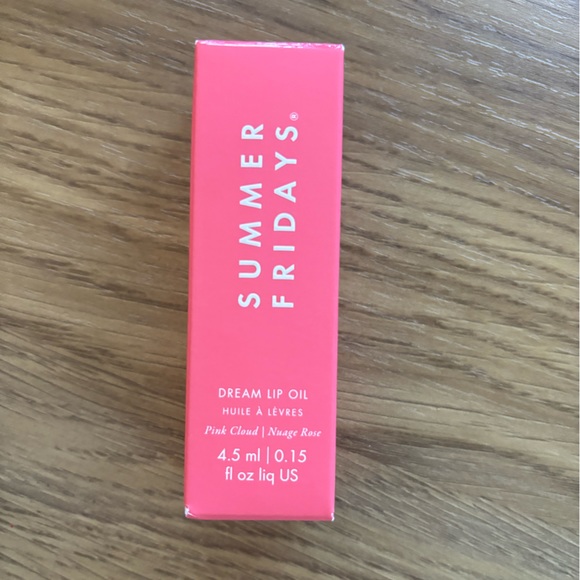 SUMMER
FRIDAYS®
DREAM LIP OIL
HUILE À LÈVRES
Pink Cloud | Nuage Rose
4.5 ml | 0.15
fl oz liq US